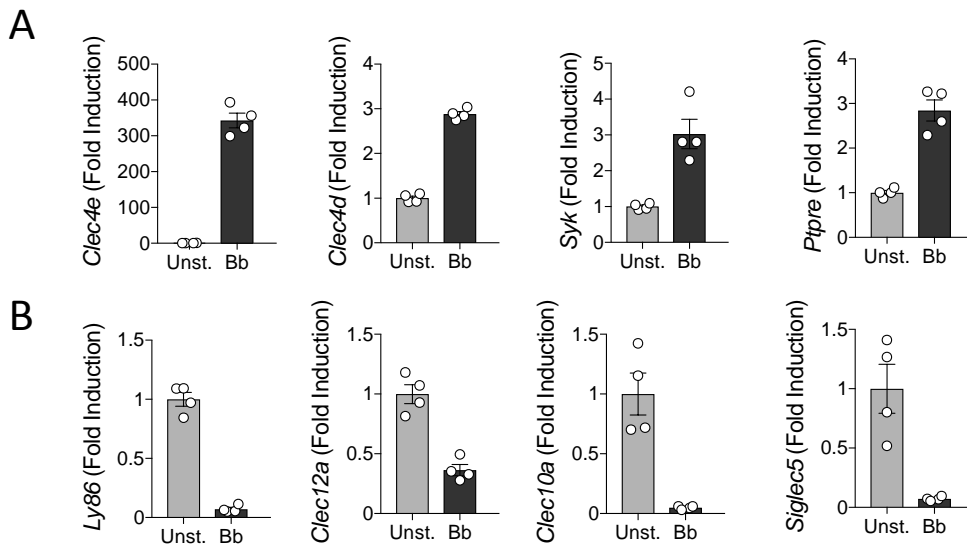 A
Clec4e (Fold Induction)
500
400
300
200
100
0
Unst. Bb
Clec4d (Fold Induction)
4
3
2
1
0
Unst. Bb
Syk (Fold Induction)
5
4
3
2
1
0
Unst. Bb
Ptpre (Fold Induction)
4
3
2
1
0
Unst. Bb
B
Ly86 (Fold Induction)
1.5
1
0.5
0
Unst. Bb
Clec12a (Fold Induction)
1.5
1
0.5
0
Unst. Bb
Clec10a (Fold Induction)
1.5
1
0.5
0
Unst. Bb
Siglec5 (Fold Induction)
1.5
1
0.5
0
Unst. Bb